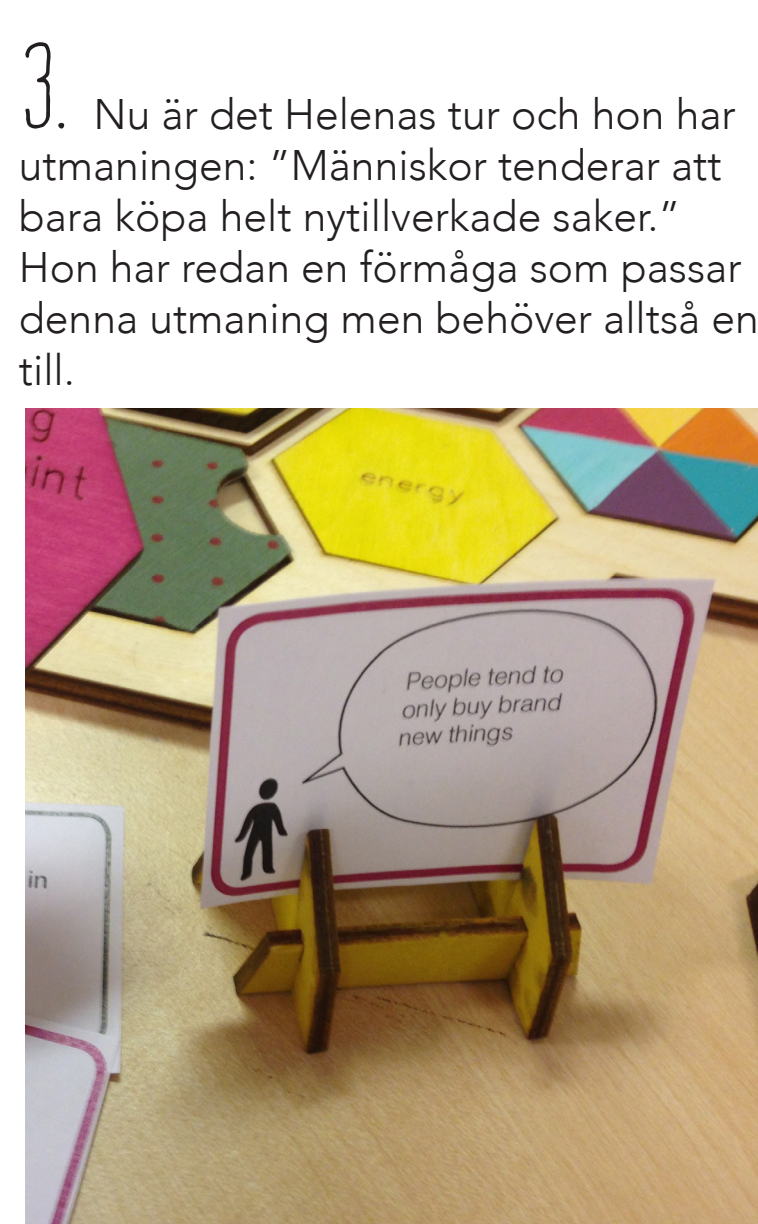 3. Nu är det Helenas tur och hon har
utmaningen: ”Människor tenderar att
bara köpa helt nytillverkade saker.”
Hon har redan en förmåga som passar
denna utmaning men behöver alltså en
till.
g
int
energy
People tend to
only buy brand
new things
in